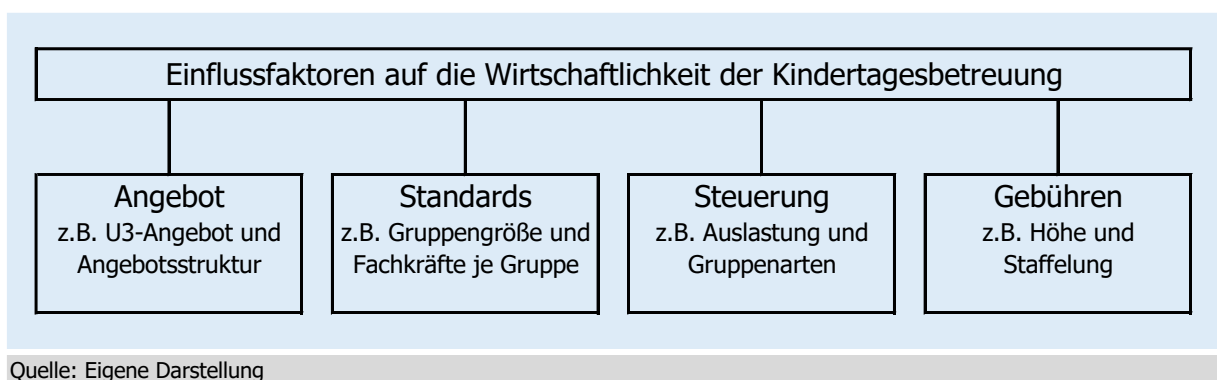 Einflussfaktoren auf die Wirtschaftlichkeit der Kindertagesbetreuung
Angebot
z.B. U3-Angebot und
Angebotsstruktur
Standards
z.B. Gruppengröße und
Fachkräfte je Gruppe
Steuerung
z.B. Auslastung und
Gruppenarten
Gebühren
z.B. Höhe und
Staffelung
Quelle: Eigene Darstellung